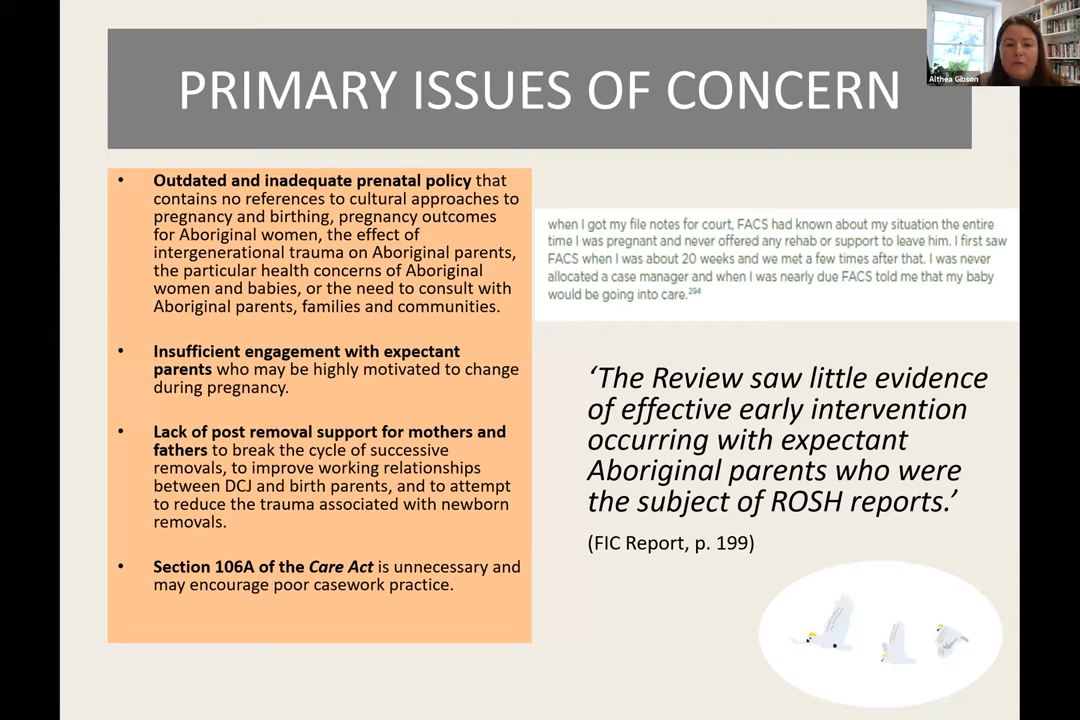 PRIMARY ISSUES OF CONCERN
Althea Gibson
• Outdated and inadequate prenatal policy that
contains no references to cultural approaches to
pregnancy and birthing, pregnancy outcomes
for Aboriginal women, the effect of
intergenerational trauma on Aboriginal parents,
the particular health concerns of Aboriginal
women and babies, or the need to consult with
Aboriginal parents, families and communities.
• Insufficient engagement with expectant
parents who may be highly motivated to change
during pregnancy.
• Lack of post removal support for mothers and
fathers to break the cycle of successive
removals, to improve working relationships
between DCJ and birth parents, and to attempt
to reduce the trauma associated with newborn
removals.
• Section 106A of the Care Act is unnecessary and
may encourage poor casework practice.
when I got my file notes for court, FACS had known about my situation the entire
time I was pregnant and never offered any rehab or support to leave him. I first saw
FACS when I was about 20 weeks and we met a few times after that. I was never
allocated a case manager and when I was nearly due FACS told me that my baby
would be going into care.294
‘The Review saw little evidence
of effective early intervention
occurring with expectant
Aboriginal parents who were
the subject of ROSH reports.’
(FIC Report, p. 199)